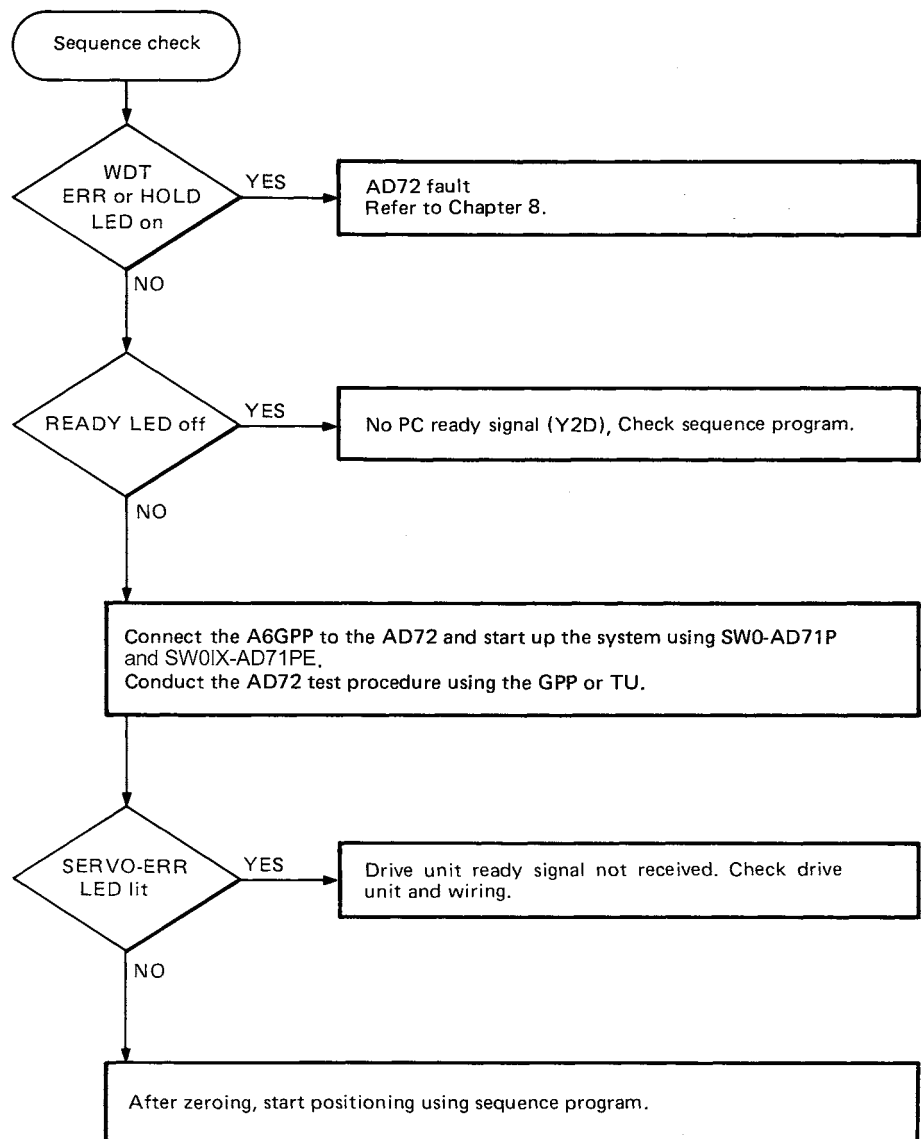 Sequence check
WDT
ERR or HOLD
LED on
YES
AD72 fault
Refer to Chapter 8.
NO
READY LED off
YES
No PC ready signal (Y2D), Check sequence program.
NO
Connect the A6GPP to the AD72 and start up the system using SW0-AD71P
and SW0IX-AD71PE.
Conduct the AD72 test procedure using the GPP or TU.
SERVO-ERR
LED lit
YES
Drive unit ready signal not received. Check drive
unit and wiring.
NO
After zeroing, start positioning using sequence program.